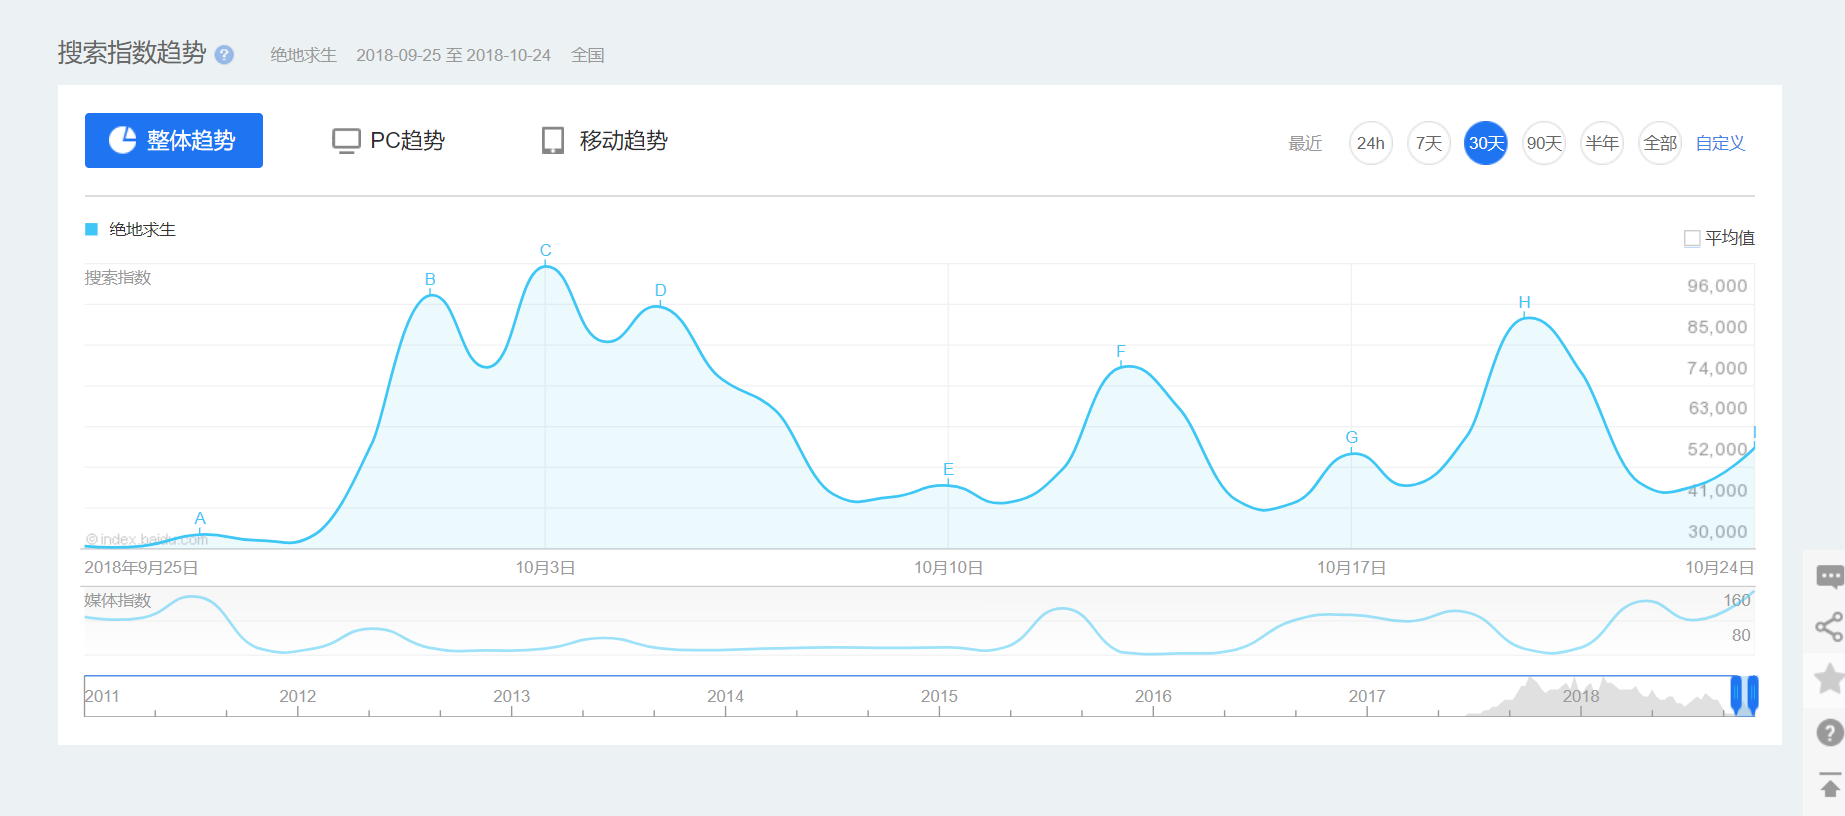 搜索指数趋势 ? 绝地求生 2018-09-25 至 2018-10-24 全国
整体趋势 PC趋势 移动趋势 最近 24h 7天 30天 90天 半年 全部 自定义
绝地求生
平均值
搜索指数
A B C D E F G H
96,000
85,000
74,000
63,000
52,000
41,000
30,000
©index.baidu.com
2018年9月25日 10月3日 10月10日 10月17日 10月24日
媒体指数
160
80
2011 2012 2013 2014 2015 2016 2017 2018
?